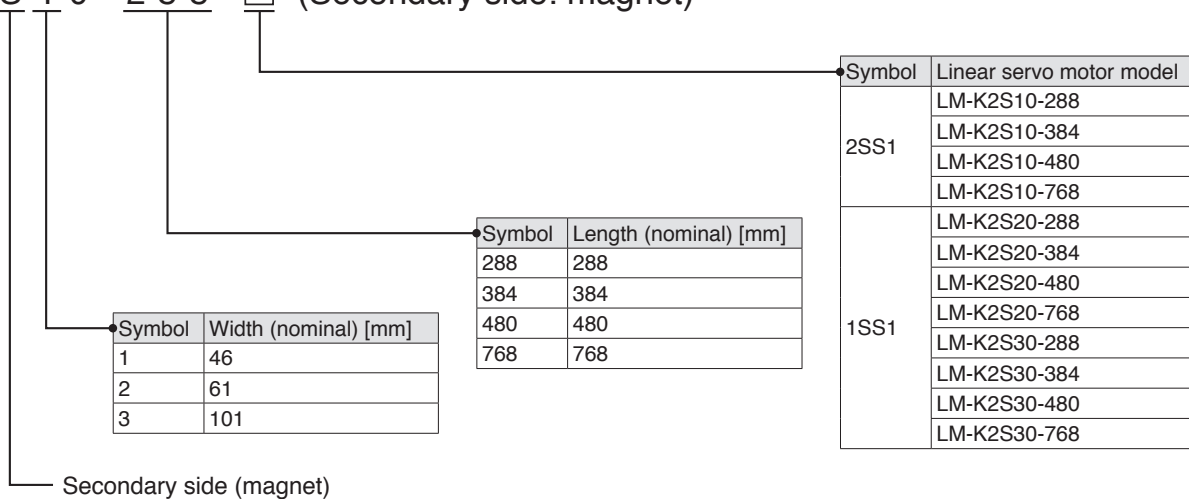 (Secondary side: magnet)
Symbol Linear servo motor model
2SS1
LM-K2S10-288
LM-K2S10-384
LM-K2S10-480
LM-K2S10-768
1SS1
LM-K2S20-288
LM-K2S20-384
LM-K2S20-480
LM-K2S20-768
LM-K2S30-288
LM-K2S30-384
LM-K2S30-480
LM-K2S30-768
Symbol Length (nominal) [mm]
288 288
384 384
480 480
768 768
Symbol Width (nominal) [mm]
1 46
2 61
3 101
Secondary side (magnet)